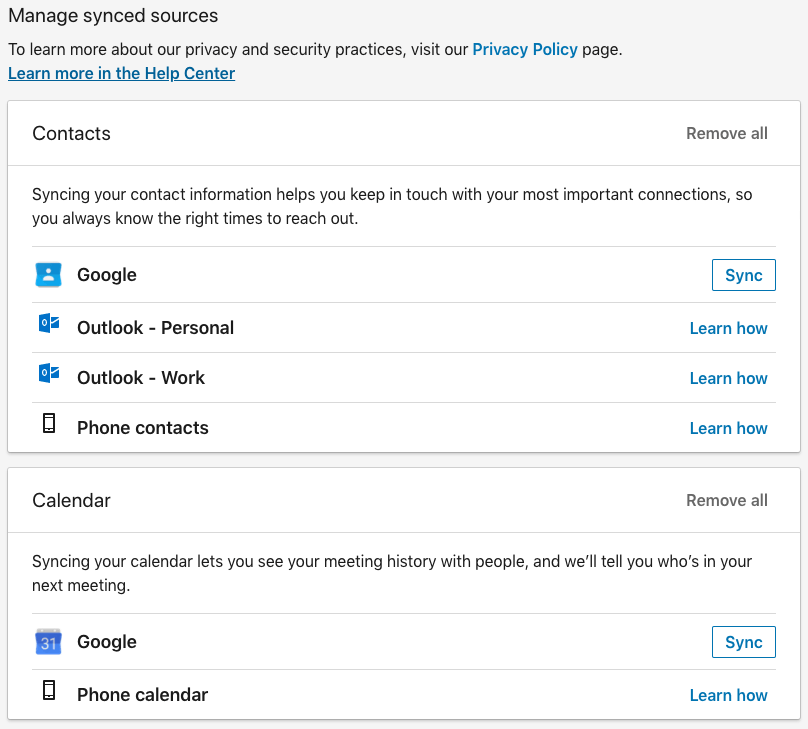 Manage synced sources
To learn more about our privacy and security practices, visit our Privacy Policy page.
Learn more in the Help Center
Contacts
Remove all
Syncing your contact information helps you keep in touch with your most important connections, so
you always know the right times to reach out.
Google
Sync
Outlook - Personal
Learn how
Outlook - Work
Learn how
Phone contacts
Learn how
Calendar
Remove all
Syncing your calendar lets you see your meeting history with people, and we’ll tell you who’s in your
next meeting.
31
Google
Sync
Phone calendar
Learn how